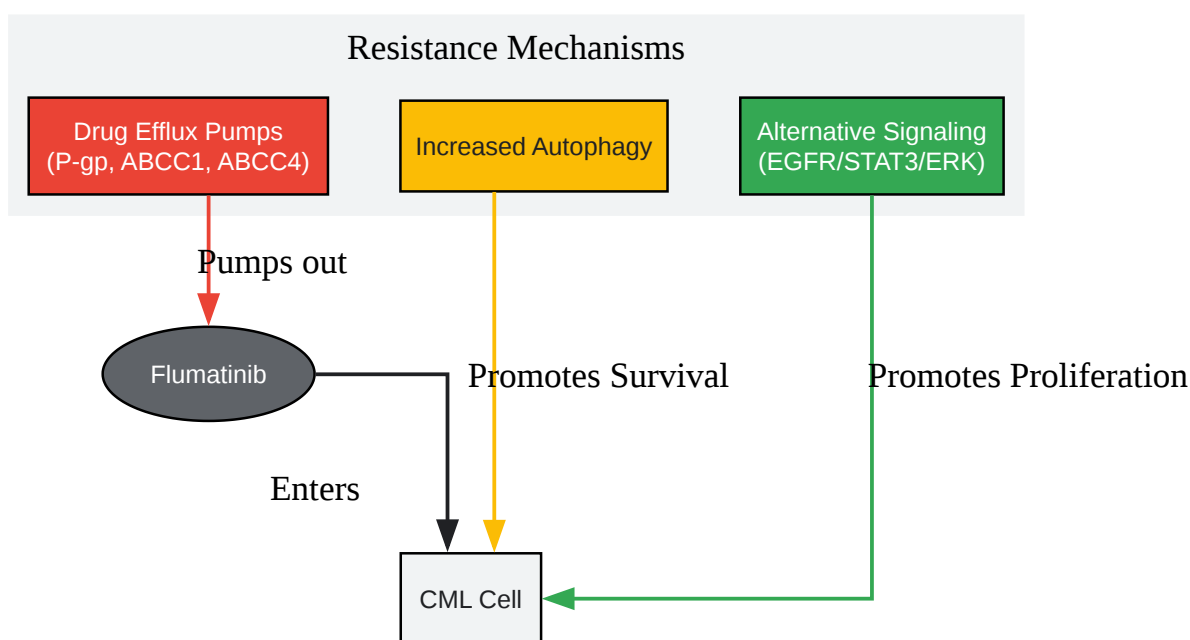 Resistance Mechanisms
Drug Efflux Pumps
(P-gp, ABCC1, ABCC4)
Increased Autophagy
Alternative Signaling
(EGFR/STAT3/ERK)
Pumps out
Flumatinib
Promotes Survival
Promotes Proliferation
Enters
CML Cell